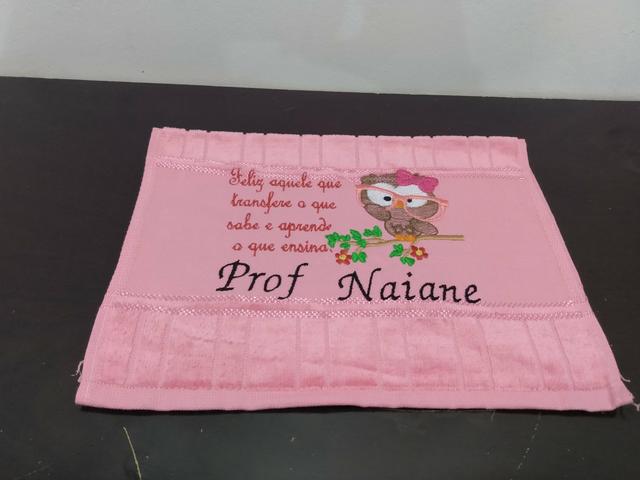 Feliz aquele que
transfere o que
sabe e aprende
o que ensina.
Prof Naiane